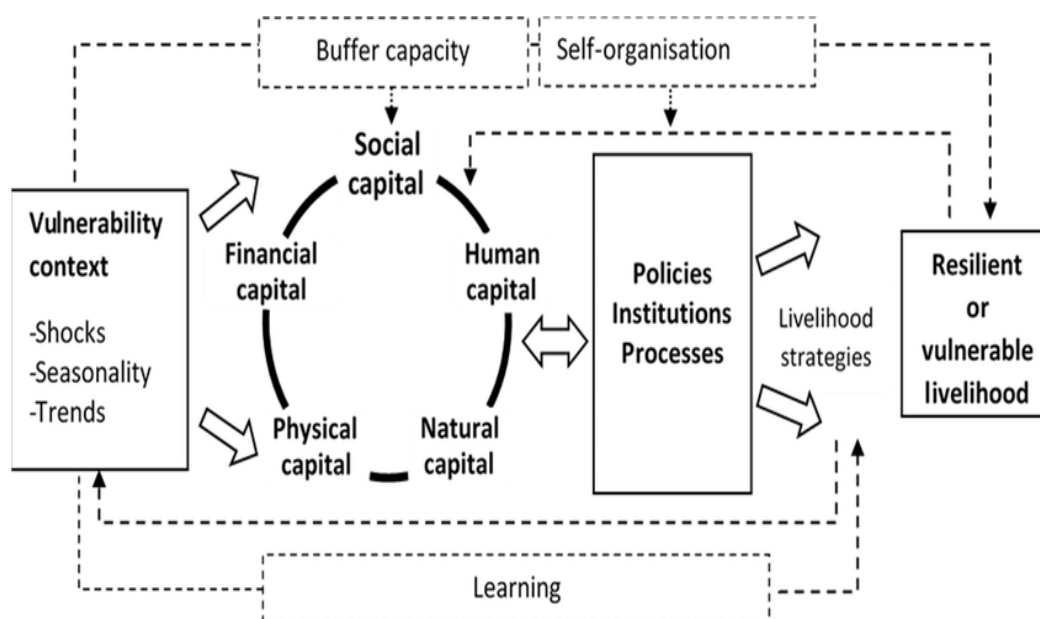 Buffer capacity
Self-organisation
Social
capital
Vulnerability
context
-Shocks
-Seasonality
-Trends
Financial
capital
Human
capital
Physical
capital
Natural
capital
Policies
Institutions
Processes
Livelihood
strategies
Resilient
or
vulnerable
livelihood
Learning